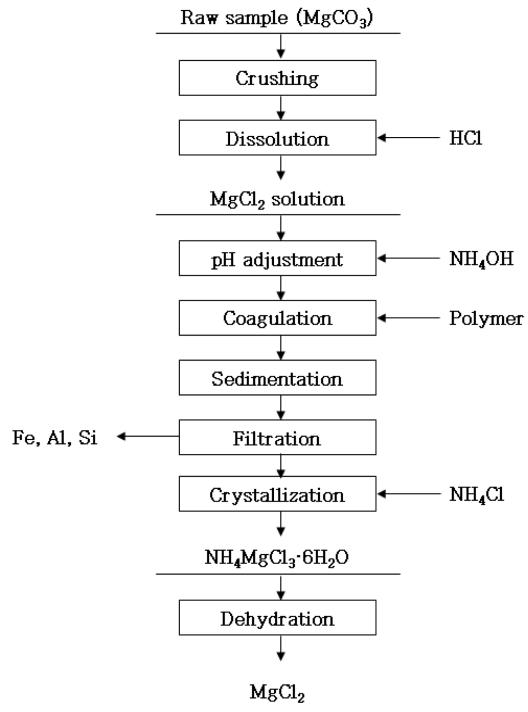 Raw sample (MgCO₃)
Crushing
Dissolution
HCl
MgCl₂ solution
pH adjustment
NH₄OH
Coagulation
Polymer
Sedimentation
Fe, Al, Si
Filtration
Crystallization
NH₄Cl
NH₄MgCl₃·6H₂O
Dehydration
MgCl₂